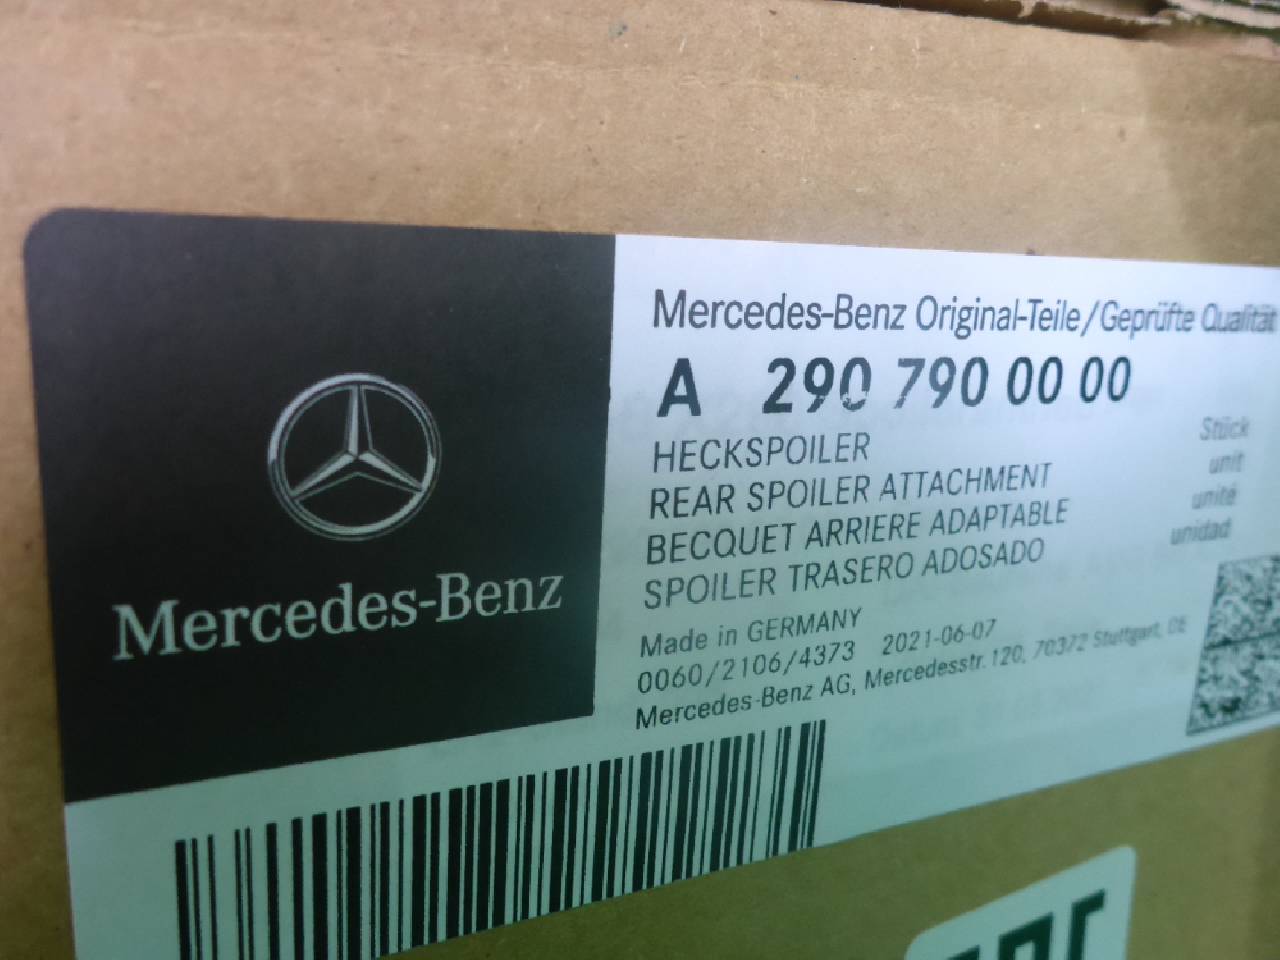 Mercedes-Benz
Mercedes-Benz Original-Teile/Geprüfte Qualität
A 290 790 00 00
HECKSPOILER
REAR SPOILER ATTACHMENT
BECQUET ARRIERE ADAPTABLE
SPOILER TRASERO ADOSADO
Stück
unit
unité
unidad
Made in GERMANY
0060/2106/4373 2021-06-07
Mercedes-Benz AG, Mercedesstr. 120, 70372 Stuttgart, DE